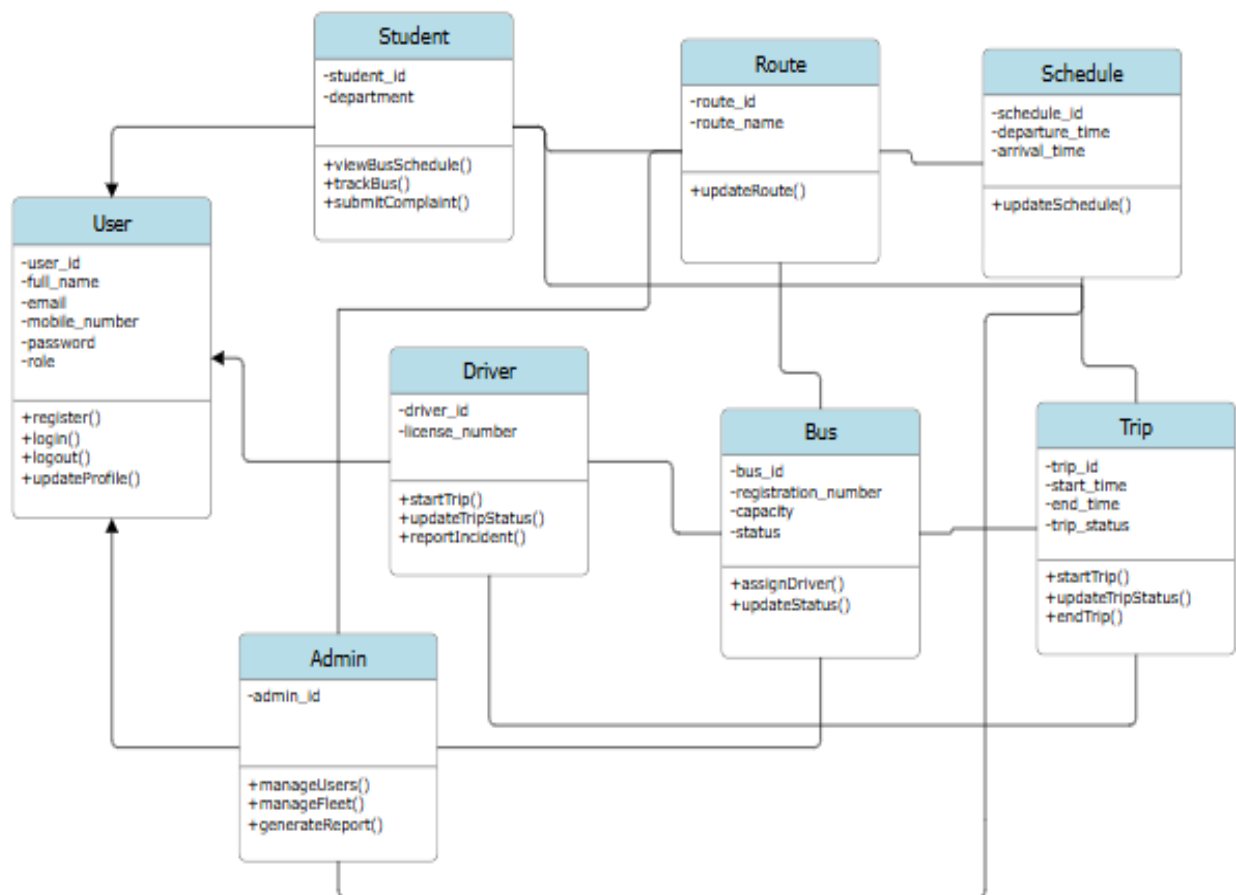 Student
-student_id
-department
+viewBusSchedule()
+trackBus()
+submitComplaint()
Route
-route_id
-route_name
+updateRoute()
Schedule
-schedule_id
-departure_time
-arrival_time
+updateSchedule()
User
-user_id
-full_name
-email
-mobile_number
-password
-role
+register()
+login()
+logout()
+updateProfile()
Driver
-driver_id
-license_number
+startTrip()
+updateTripStatus()
+reportIncident()
Bus
-bus_id
-registration_number
-capacity
-status
+assignDriver()
+updateStatus()
Trip
-trip_id
-start_time
-end_time
-trip_status
+startTrip()
+updateTripStatus()
+endTrip()
Admin
-admin_id
+manageUsers()
+manageFleet()
+generateReport()